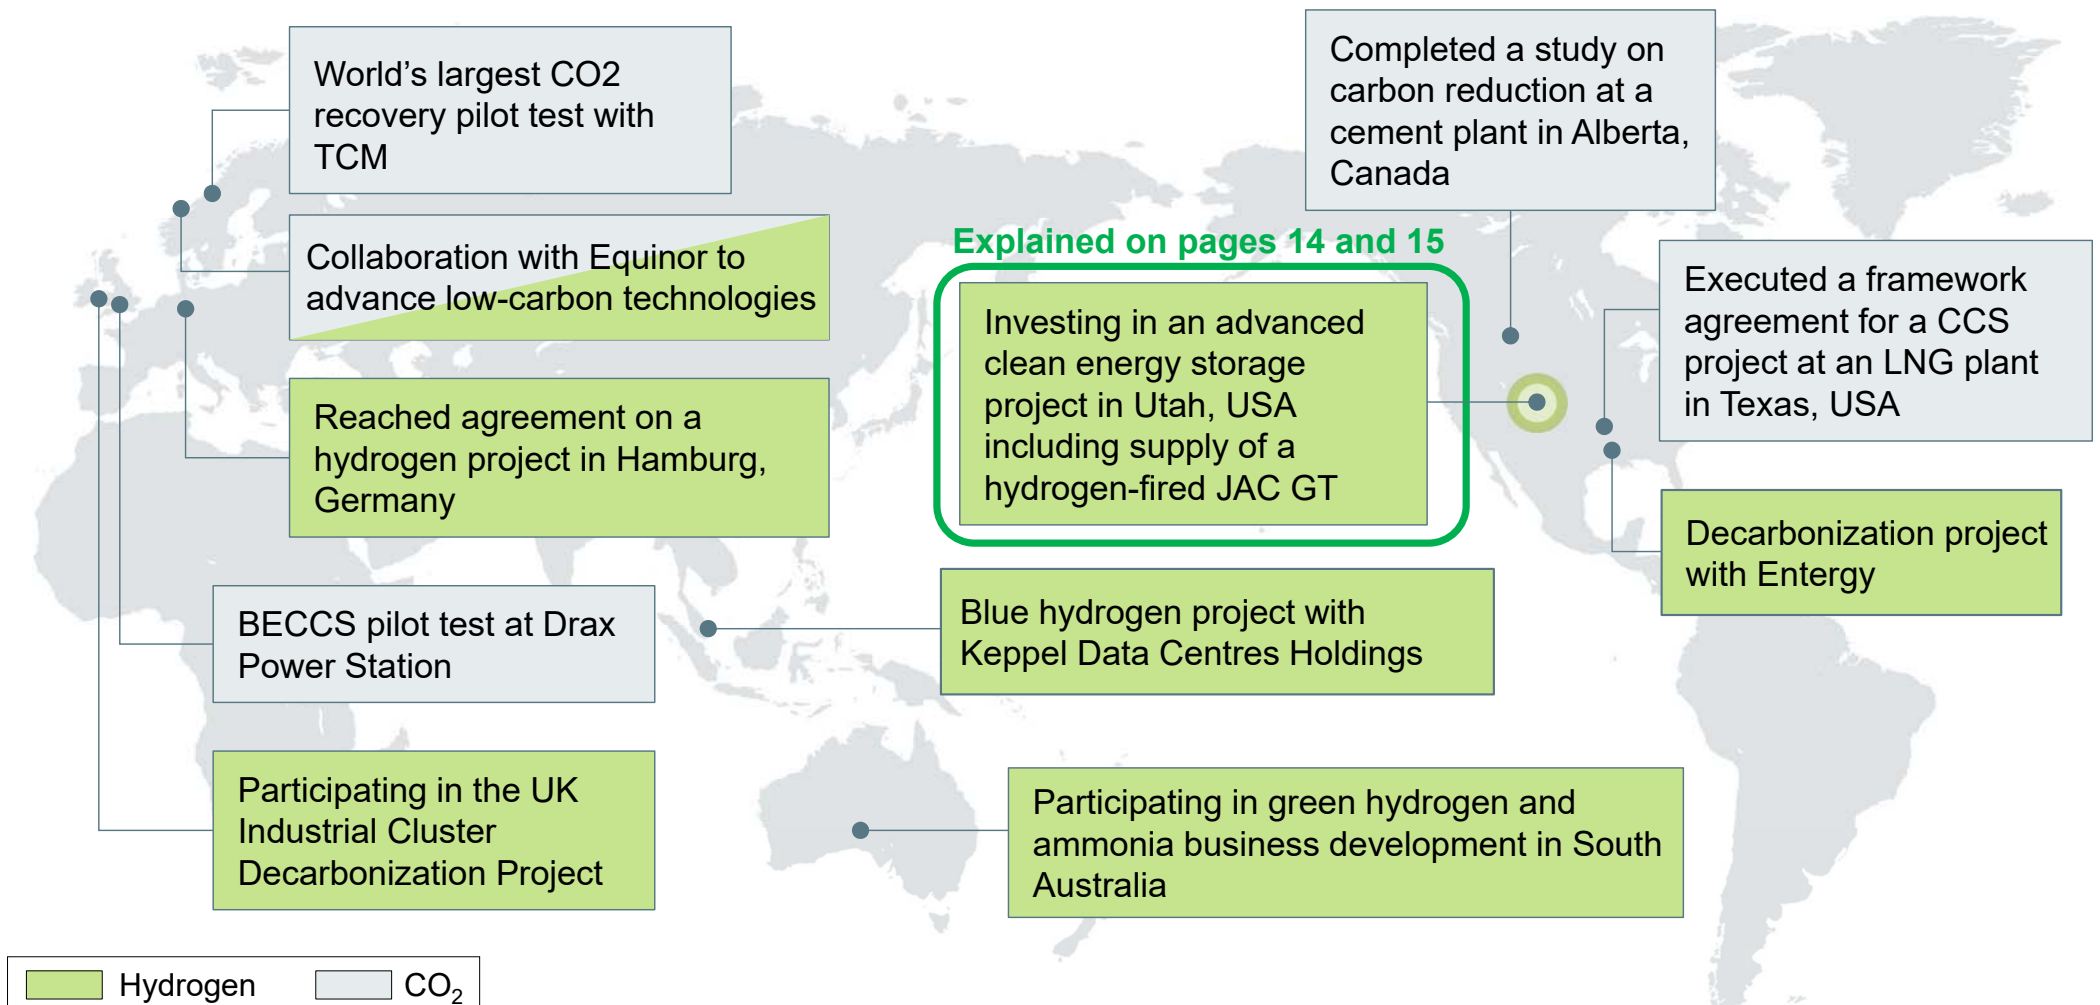 World’s largest CO2
recovery pilot test with
TCM
Collaboration with Equinor to
advance low-carbon technologies
Reached agreement on a
hydrogen project in Hamburg,
Germany
BECCS pilot test at Drax
Power Station
Participating in the UK
Industrial Cluster
Decarbonization Project
Explained on pages 14 and 15
Investing in an advanced
clean energy storage
project in Utah, USA
including supply of a
hydrogen-fired JAC GT
Blue hydrogen project with
Keppel Data Centres Holdings
Participating in green hydrogen and
ammonia business development in South
Australia
Completed a study on
carbon reduction at a
cement plant in Alberta,
Canada
Executed a framework
agreement for a CCS
project at an LNG plant
in Texas, USA
Decarbonization project
with Entergy
Hydrogen
CO₂